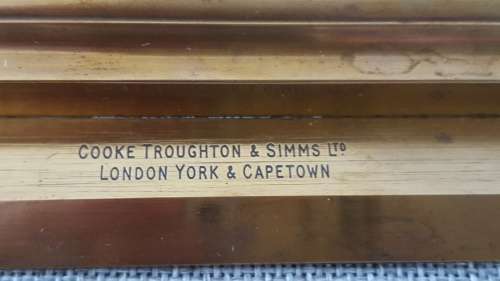 COOKE TROUGHTON & SIMMS LTD
LONDON YORK & CAPETOWN